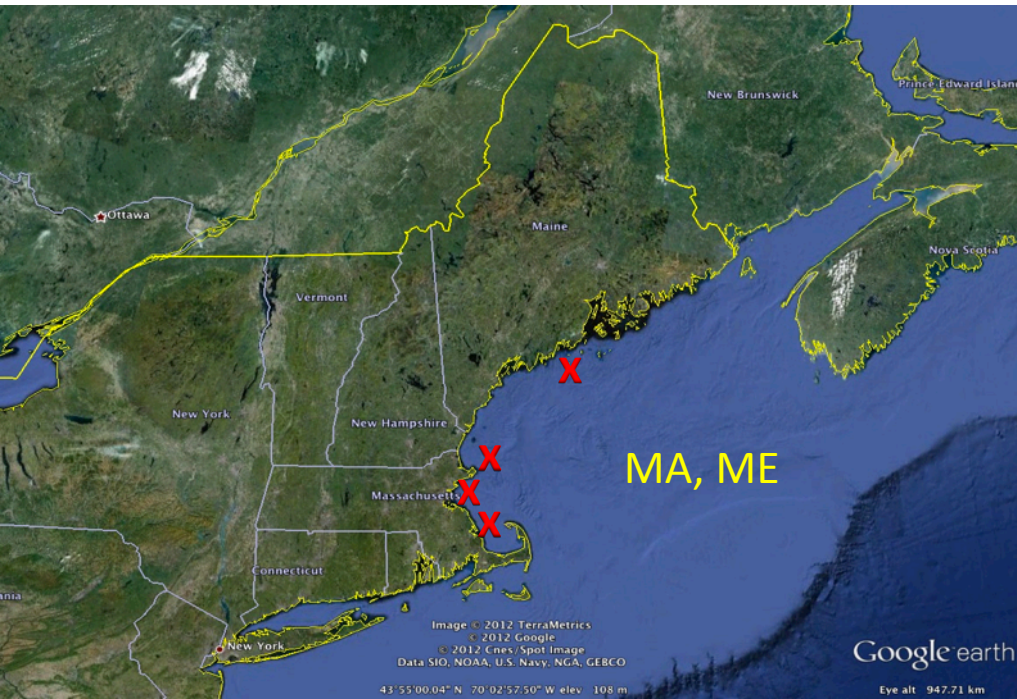 New Brunswick
Prince Edward Island
Ottawa
Maine
Nova Scotia
Vermont
X
New York
New Hampshire
X
MA, ME
Massachusetts
X
X
Connecticut
ania
New York
Image © 2012 TerraMetrics
© 2012 Google
© 2012 Cnes/Spot Image
Data SIO, NOAA, U.S. Navy, NGA, GEBCO
Google earth
43°55'00.04" N 70°02'57.50" W elev 108 m
Eye alt 947.71 km